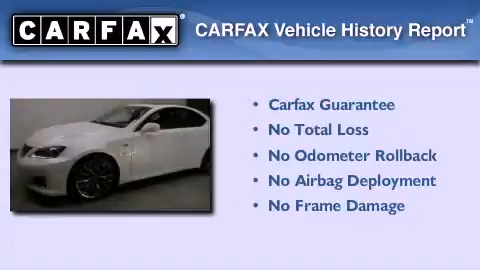 CARFAX® CARFAX Vehicle History Report™
• Carfax Guarantee
• No Total Loss
• No Odometer Rollback
• No Airbag Deployment
• No Frame Damage